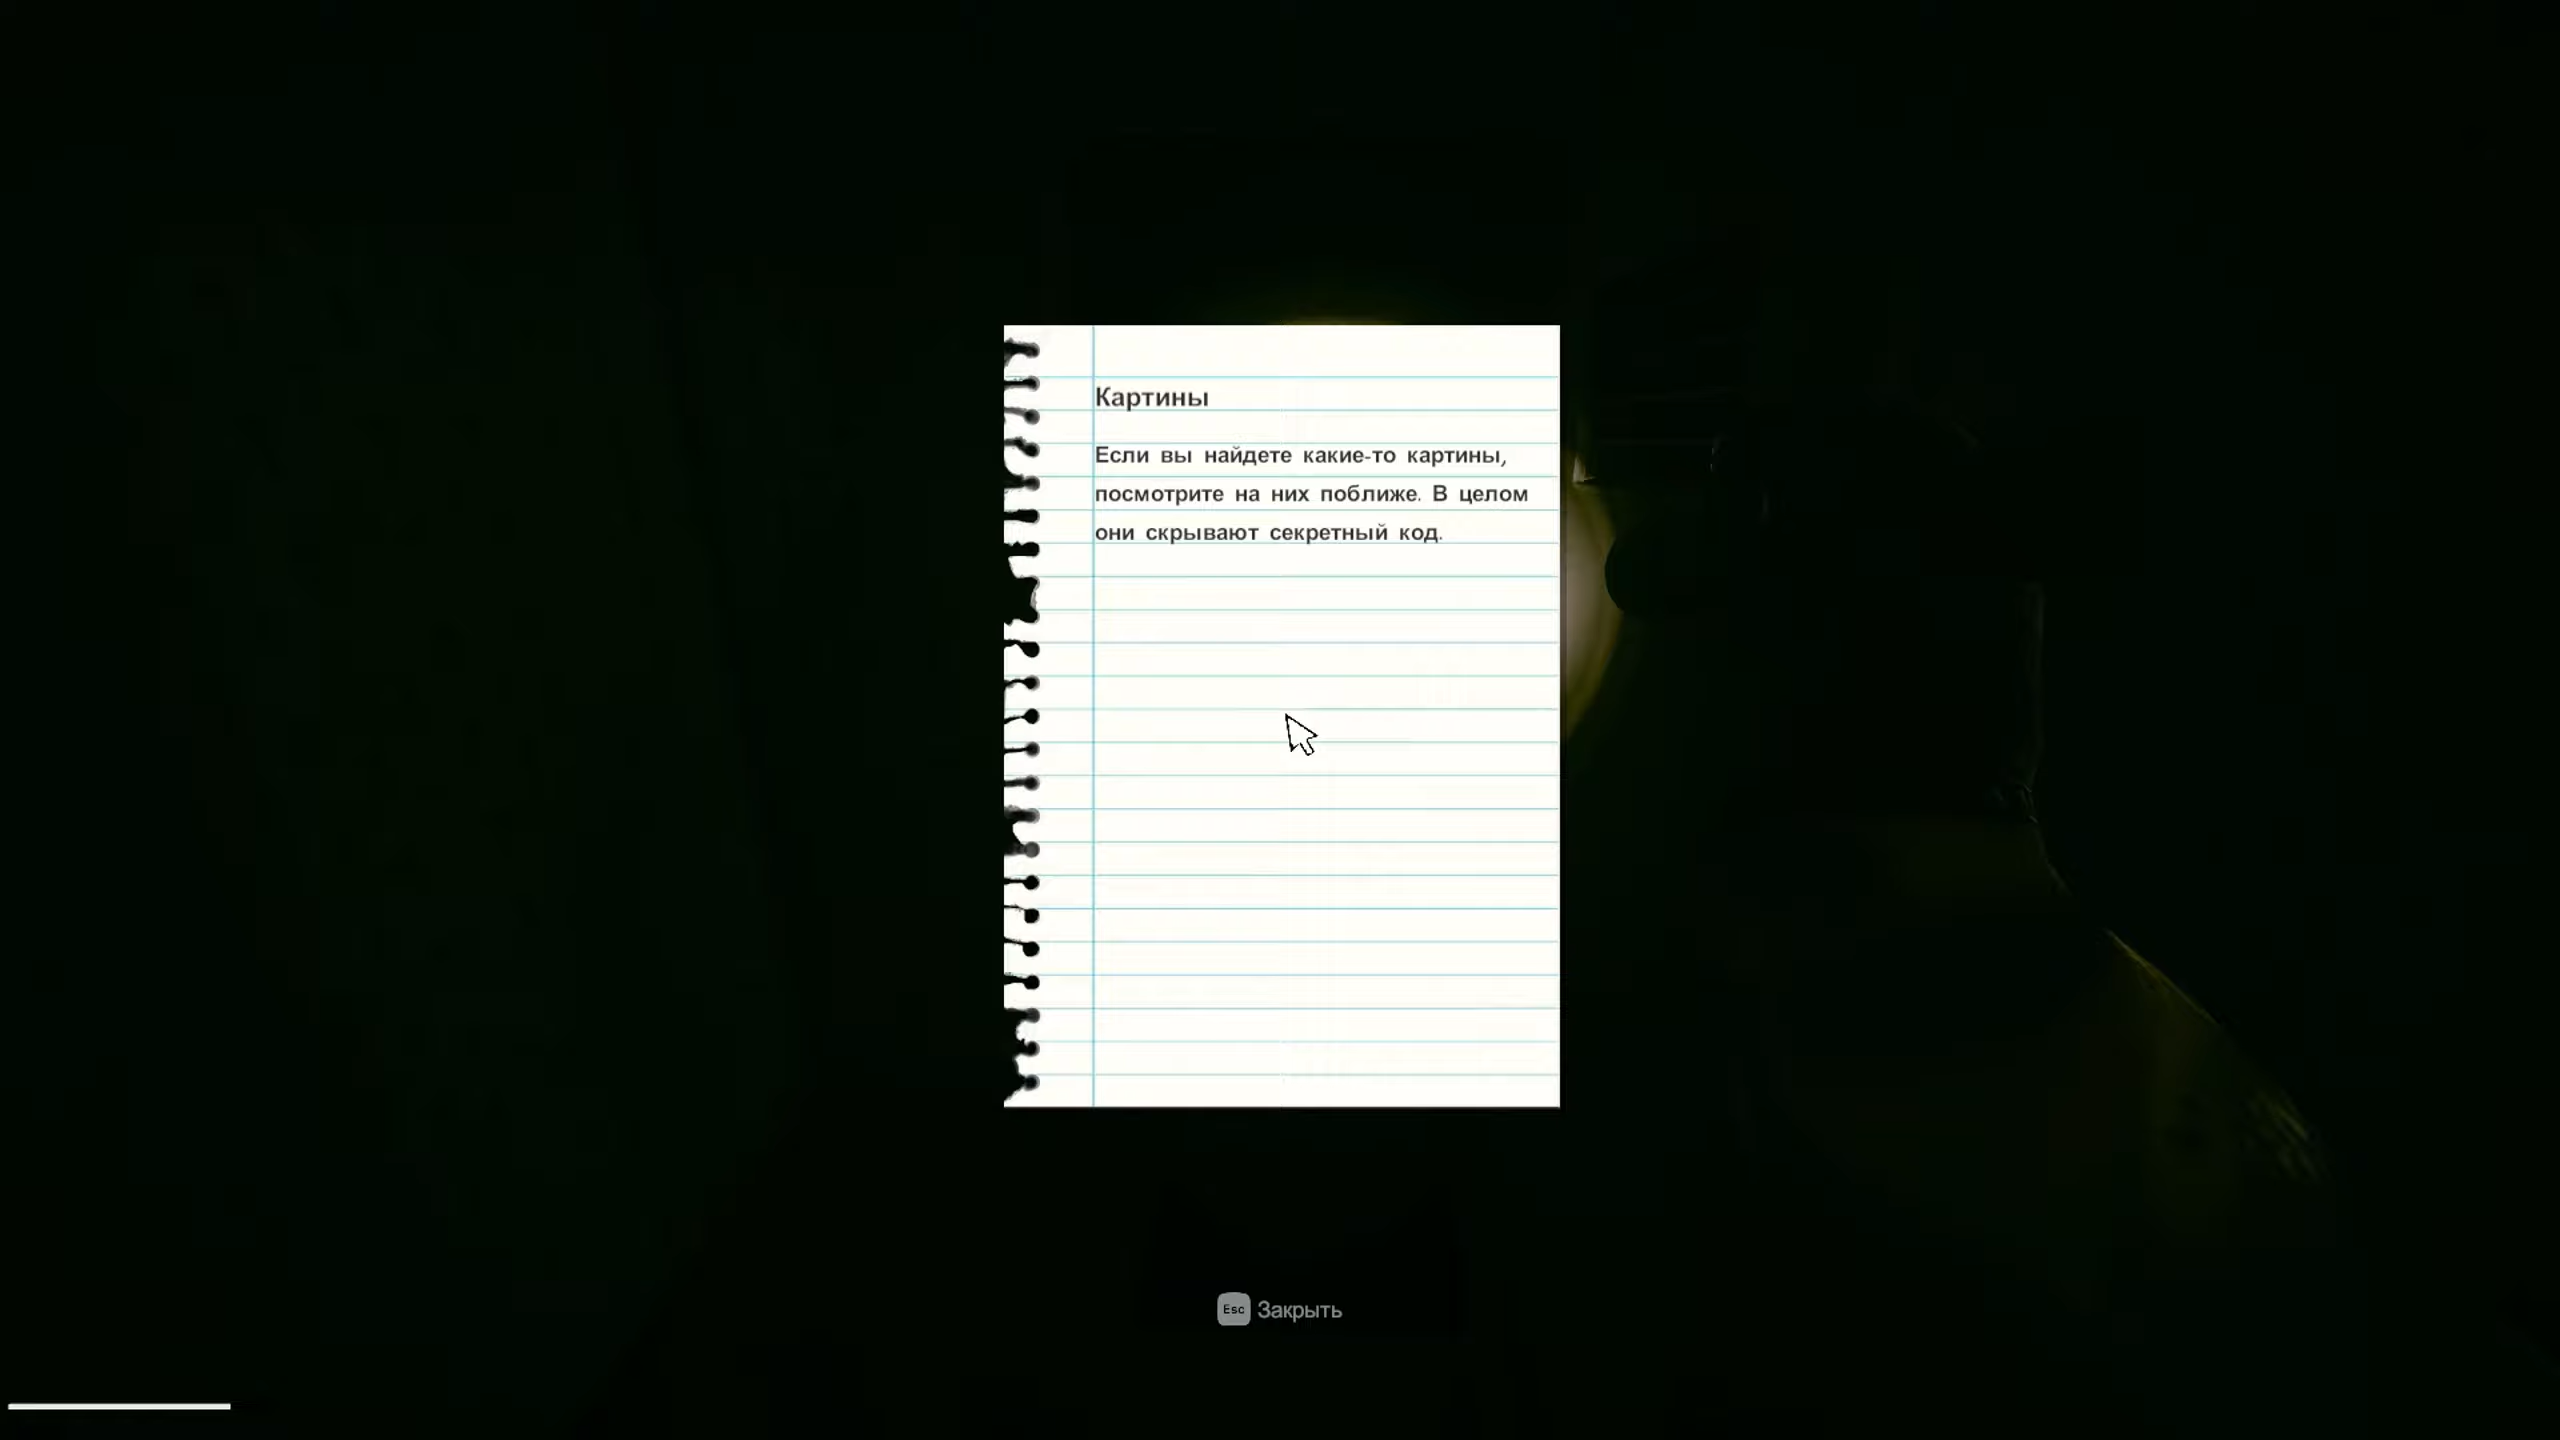 Картины
Если вы найдете какие-то картины,
посмотрите на них поближе. В целом
они скрывают секретный код.
Esc Закрыть